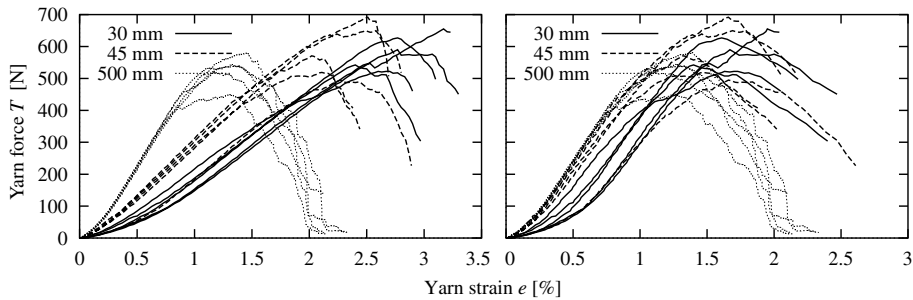 700
600
500
400
300
200
100
0
Yarn force T [N]
30 mm
45 mm
500 mm
30 mm
45 mm
500 mm
0 0.5 1 1.5 2 2.5 3 3.5
0 0.5 1 1.5 2 2.5 3
Yarn strain e [%]